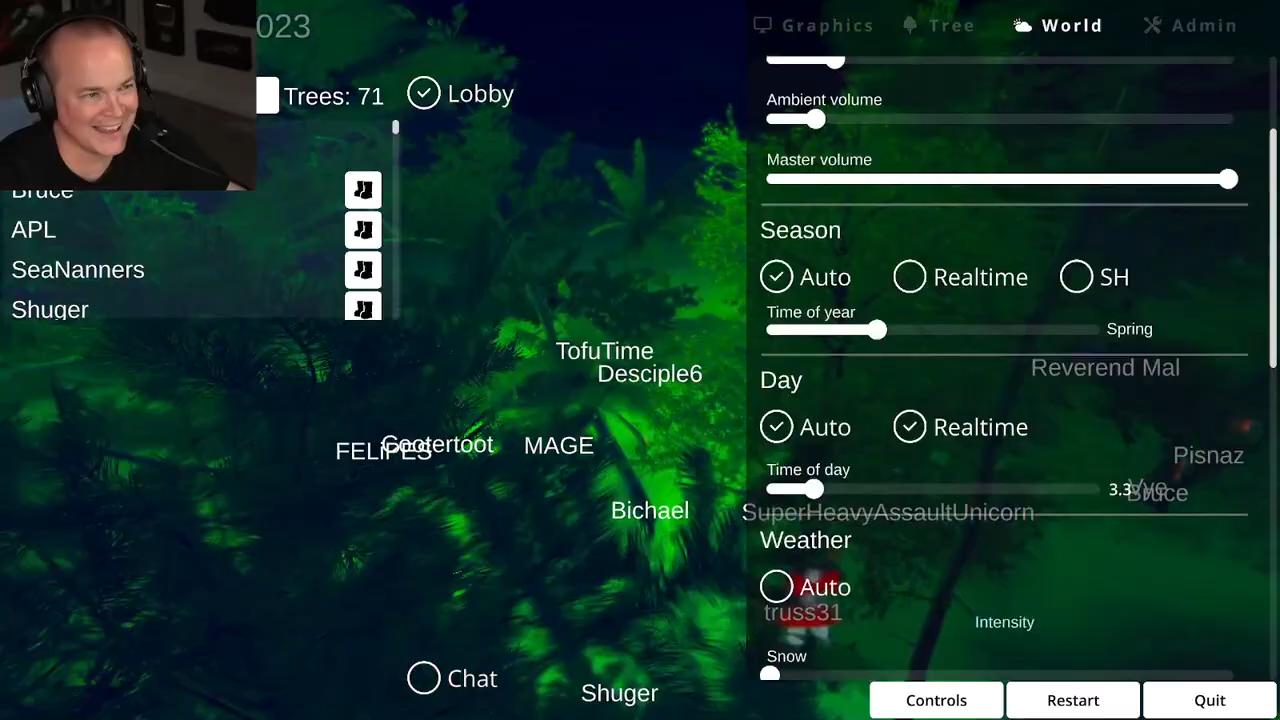 023
Graphics Tree World Admin
Trees: 71 Lobby
Bruce
APL
SeaNanners
Shuger
Ambient volume
Master volume
Season
Auto Realtime SH
Time of year
Spring
Day
Auto Realtime
Time of day
3.3
Weather
Auto
Intensity
Snow
TofuTime
Desciple6
FELiPES
Cootertoot
MAGE
Bichael
Reverend Mal
Pisnaz
Bruce
SuperHeavyAssaultUnicorn
truss31
Chat
Shuger
Controls Restart Quit